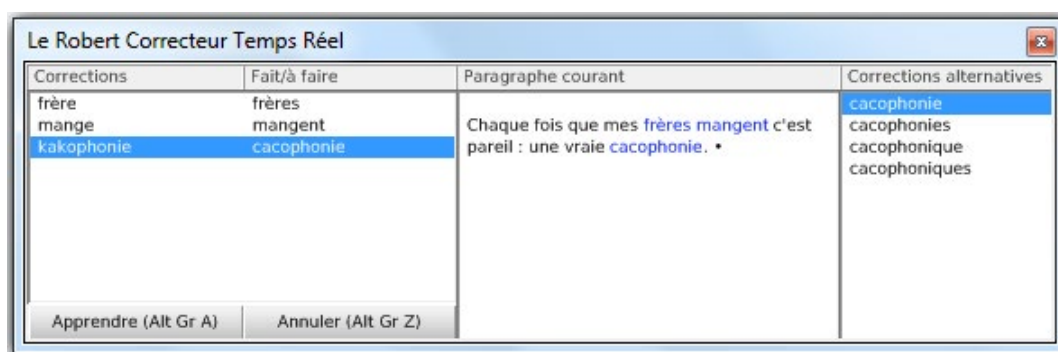 Le Robert Correcteur Temps Réel
Corrections Fait/à faire Paragraphe courant Corrections alternatives
frère frères
mange mangent
kakophonie cacophonie
Apprendre (Alt Gr A) Annuler (Alt Gr Z)
Chaque fois que mes frères mangent c'est
pareil : une vraie cacophonie. •
cacophonie
cacophonies
cacophonique
cacophoniques